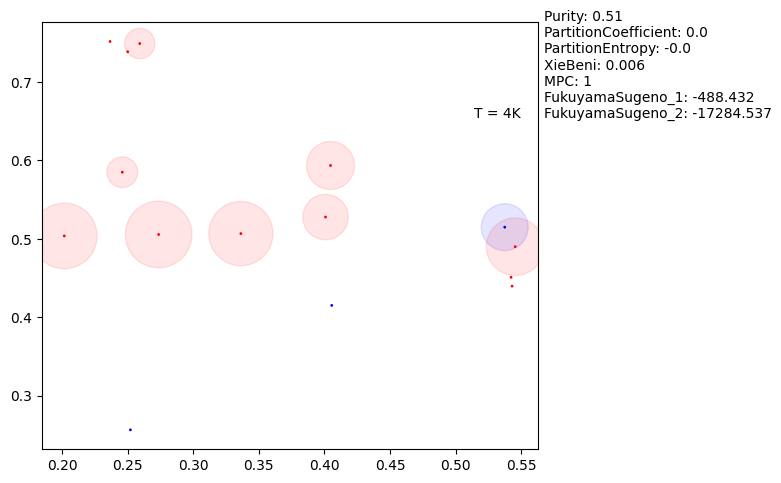 Purity: 0.51
PartitionCoefficient: 0.0
PartitionEntropy: -0.0
XieBeni: 0.006
MPC: 1
FukuyamaSugeno_1: -488.432
FukuyamaSugeno_2: -17284.537
T = 4K
0.7
0.6
0.5
0.4
0.3
0.20 0.25 0.30 0.35 0.40 0.45 0.50 0.55